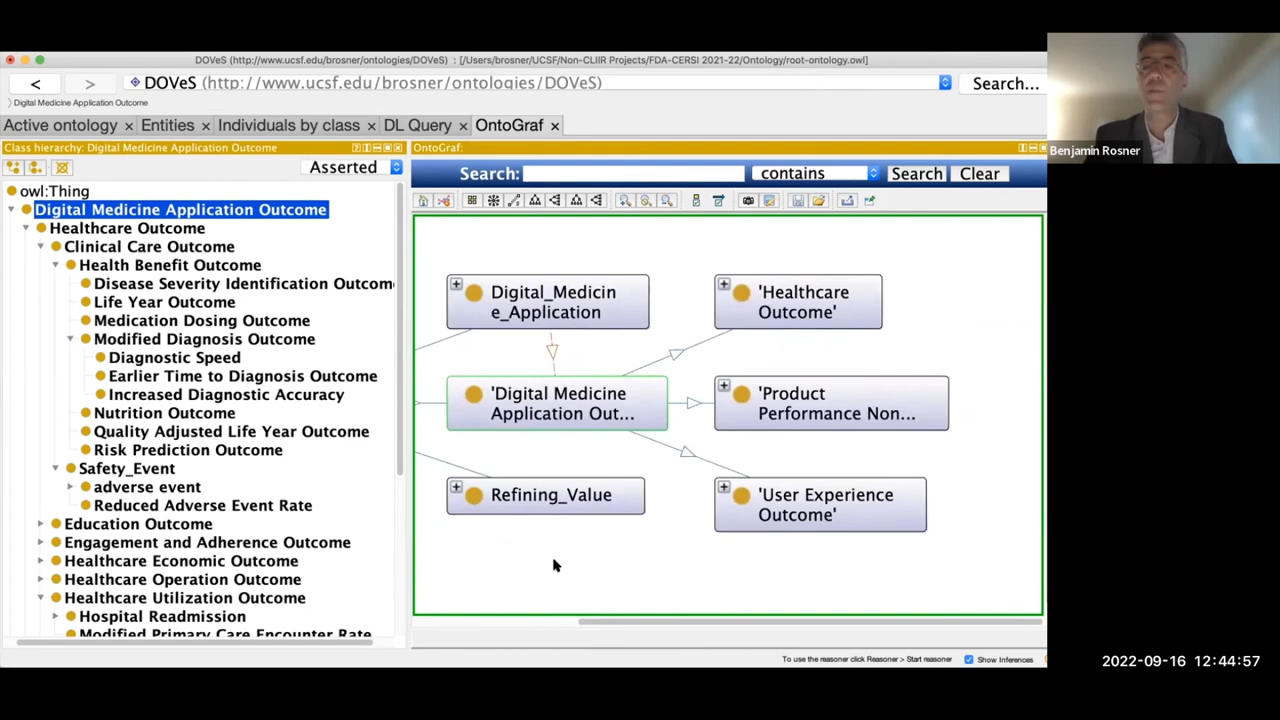 DOVeS (http://www.ucsf.edu/brosner/ontologies/DOVeS) : [/Users/brosner/UCSF/Non-CLIIR Projects/FDA-CERSI 2021-22/Ontology/root-ontology.owl]
< > DOVeS (http://www.ucsf.edu/brosner/ontologies/DOVeS) Search...
Digital Medicine Application Outcome
Active ontology × Entities × Individuals by class × DL Query × OntoGraf ×
Benjamin Rosner
Class hierarchy: Digital Medicine Application Outcome
Asserted
owl:Thing
Digital Medicine Application Outcome
Healthcare Outcome
Clinical Care Outcome
Health Benefit Outcome
Disease Severity Identification Outcom
Life Year Outcome
Medication Dosing Outcome
Modified Diagnosis Outcome
Diagnostic Speed
Earlier Time to Diagnosis Outcome
Increased Diagnostic Accuracy
Nutrition Outcome
Quality Adjusted Life Year Outcome
Risk Prediction Outcome
Safety_Event
adverse event
Reduced Adverse Event Rate
Education Outcome
Engagement and Adherence Outcome
Healthcare Economic Outcome
Healthcare Operation Outcome
Healthcare Utilization Outcome
Hospital Readmission
Modified Primary Care Encounter Rate
OntoGraf:
Search: contains Search Clear
Digital_Medicin
e_Application
'Healthcare
Outcome'
'Digital Medicine
Application Out...
'Product
Performance Non...
Refining_Value
'User Experience
Outcome'
To use the reasoner click Reasoner > Start reasoner Show Inferences
2022-09-16 12:44:57